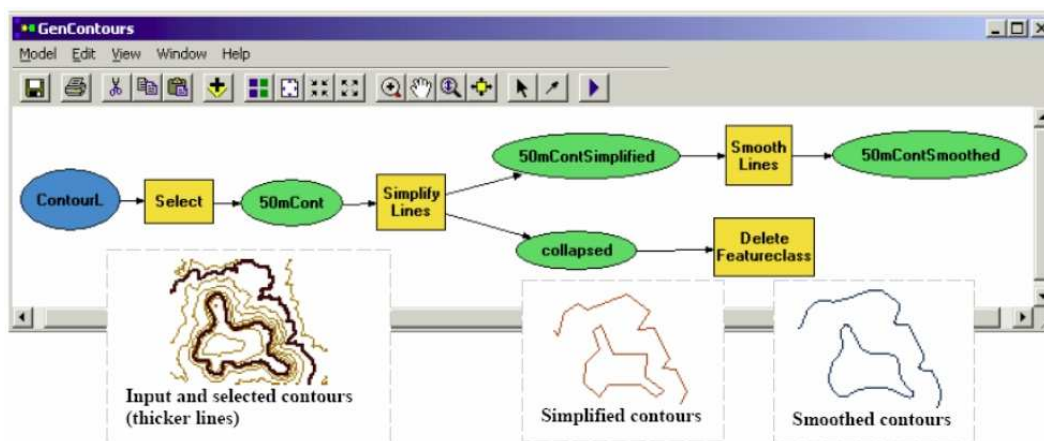 GenContours
Model Edit View Window Help
ContourL
Select
50mCont
Simplify
Lines
50mContSimplified
Smooth
Lines
50mContSmoothed
collapsed
Delete
Featureclass
Input and selected contours
(thicker lines)
Simplified contours
Smoothed contours